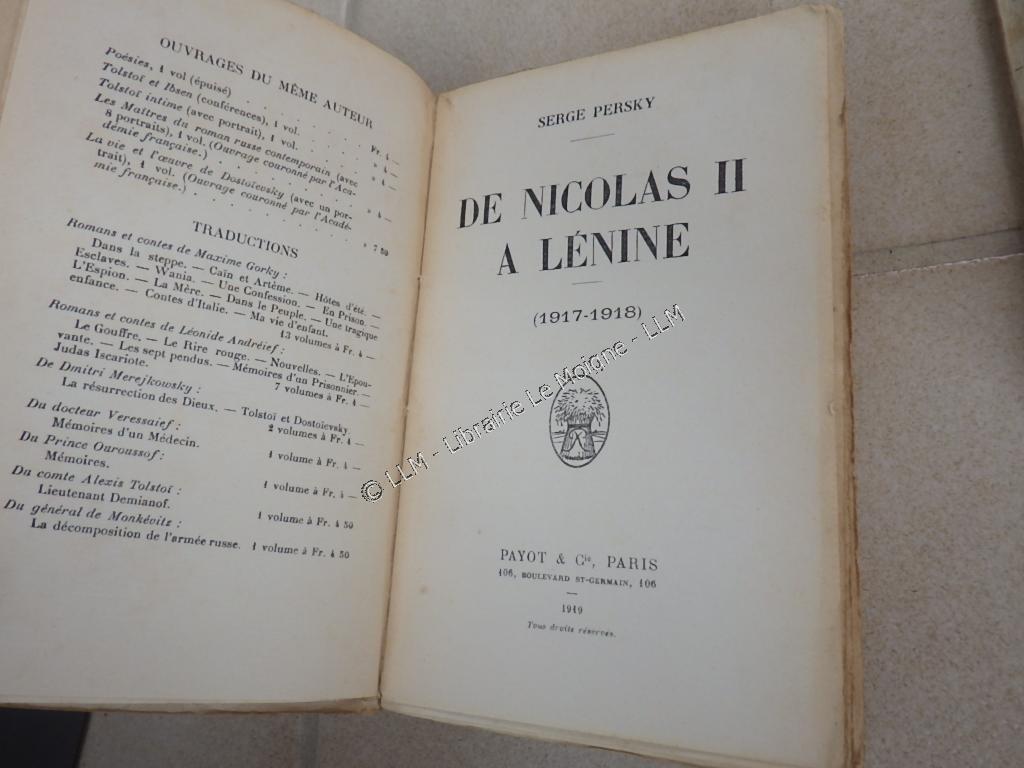 OUVRAGES DU MÊME AUTEUR
Poésies, 1 vol (épuisé) . . . . .
Tolstoï et Ibsen (conférences), 1 vol. . . . Fr. 4 —
Tolstoï intime (avec portrait), 1 vol. . . . » 4 —
Les Maîtres du roman russe contemporain (avec
8 portraits), 1 vol. (Ouvrage couronné par l'Aca-
démie française.) . . . . . » 4 —
La vie et l'œuvre de Dostoïevsky (avec un por-
trait), 1 vol. (Ouvrage couronné par l'Acadé-
mie française.) . . . . . » 7 50
TRADUCTIONS
Romans et contes de Maxime Gorky :
Dans la steppe. — Caïn et Artème. — Hôtes d'été. —
Esclaves. — Wania. — Une Confession. — En Prison. —
L'Espion. — La Mère. — Dans le Peuple. — Une tragique
enfance. — Contes d'Italie. — Ma vie d'enfant.
13 volumes à Fr. 4 —
Romans et contes de Léonide Andréief :
Le Gouffre. — Le Rire rouge. — Nouvelles. — L'Epou-
vante. — Les sept pendus. — Mémoires d'un Prisonnier. —
Judas Iscariote. 7 volumes à Fr. 4 —
De Dmitri Merejkowsky :
La résurrection des Dieux. — Tolstoï et Dostoïevsky.
2 volumes à Fr. 4 —
Du docteur Veressaief :
Mémoires d'un Médecin. 1 volume à Fr. 4 —
Du Prince Ouroussof :
Mémoires. 1 volume à Fr. 4 —
Du comte Alexis Tolstoï :
Lieutenant Demianof. 1 volume à Fr. 4 50
Du général de Monkévitz :
La décomposition de l'armée russe. 1 volume à Fr. 4 50
SERGE PERSKY
DE NICOLAS II
A LÉNINE
(1917-1918)
PAYOT & Cie, PARIS
106, BOULEVARD ST-GERMAIN, 106
1919
Tous droits réservés.
© LLM - Librairie Le Moigne - LLM